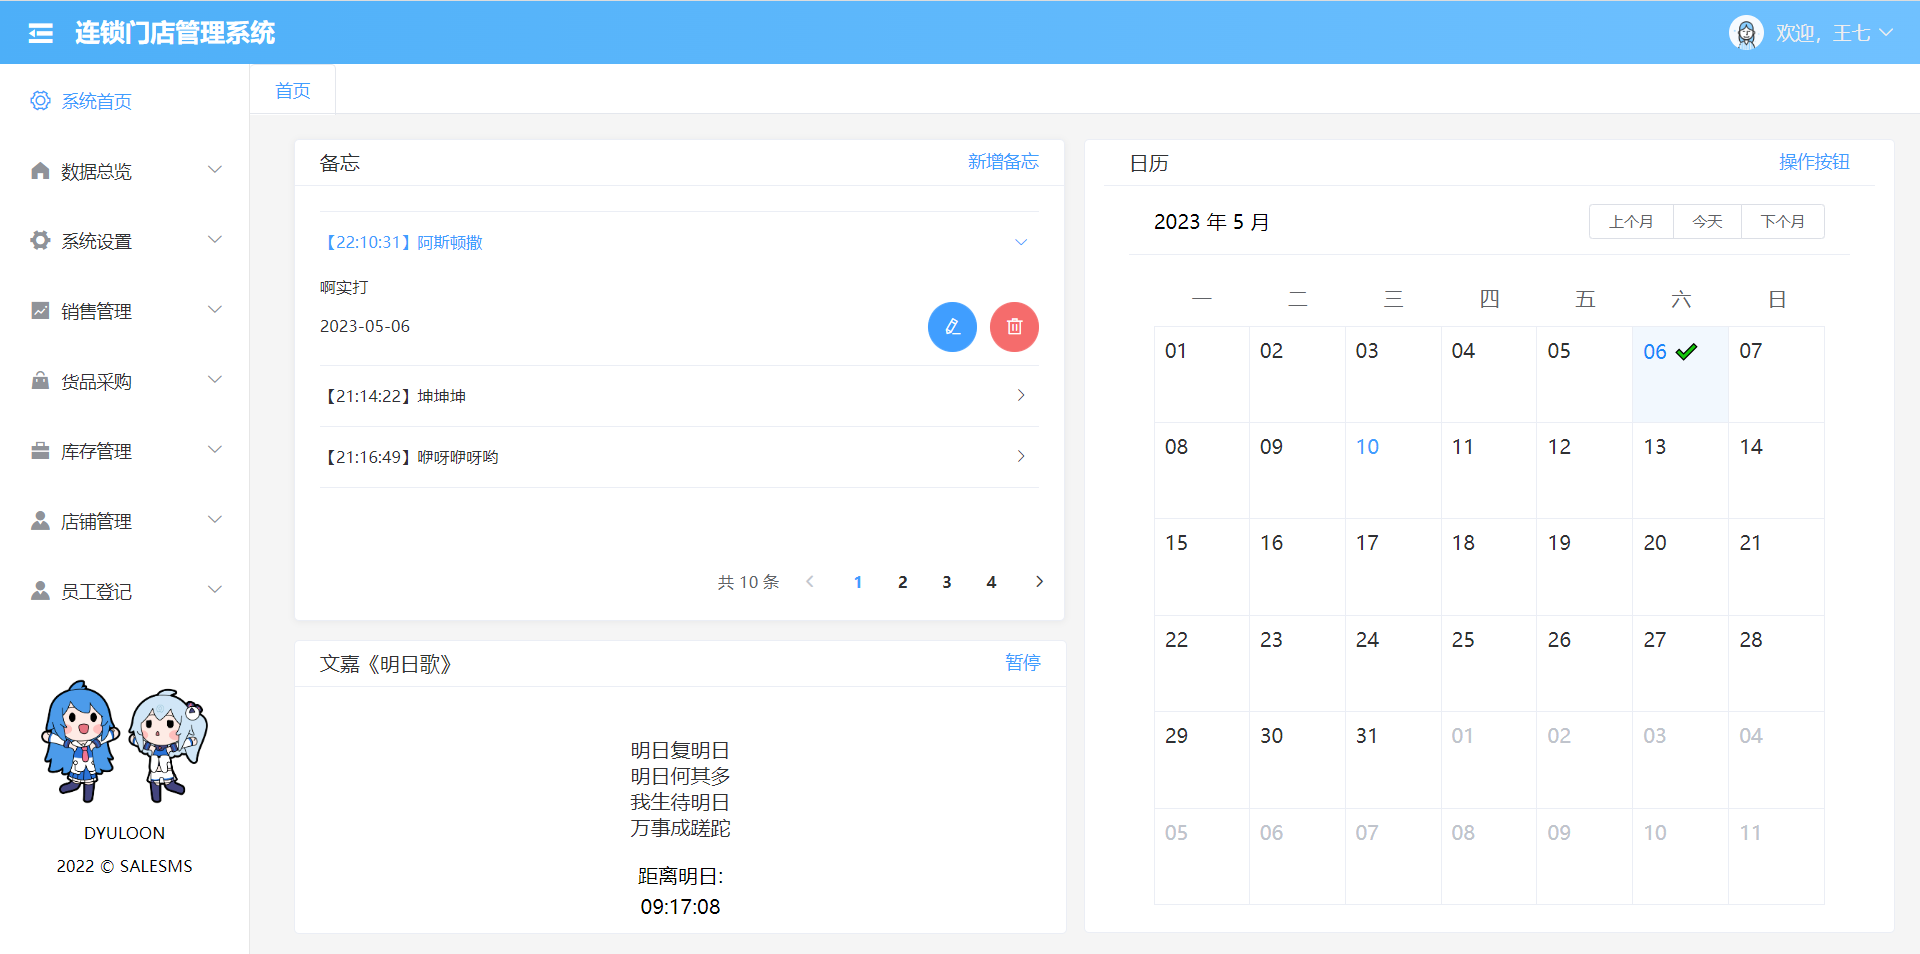 连锁门店管理系统
欢迎，王七
系统首页
数据总览
系统设置
销售管理
货品采购
库存管理
店铺管理
员工登记
DYULOON
2022 © SALESMS
首页
备忘
新增备忘
【22:10:31】阿斯顿撒
啊实打
2023-05-06
【21:14:22】坤坤坤
【21:16:49】咿呀咿呀哟
共 10 条 1 2 3 4
文嘉《明日歌》
暂停
明日复明日
明日何其多
我生待明日
万事成蹉跎
距离明日:
09:17:08
日历
操作按钮
2023 年 5 月
上个月 今天 下个月
一 二 三 四 五 六 日
01 02 03 04 05 06 07
08 09 10 11 12 13 14
15 16 17 18 19 20 21
22 23 24 25 26 27 28
29 30 31 01 02 03 04
05 06 07 08 09 10 11